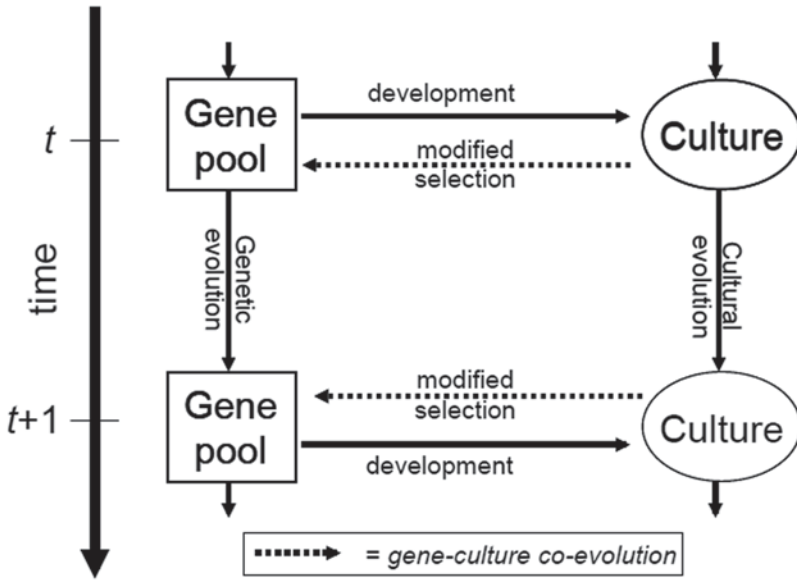 development
Gene
pool
Culture
t
modified
selection
Genetic
evolution
Cultural
evolution
time
modified
selection
Gene
pool
Culture
t+1
development
= gene-culture co-evolution